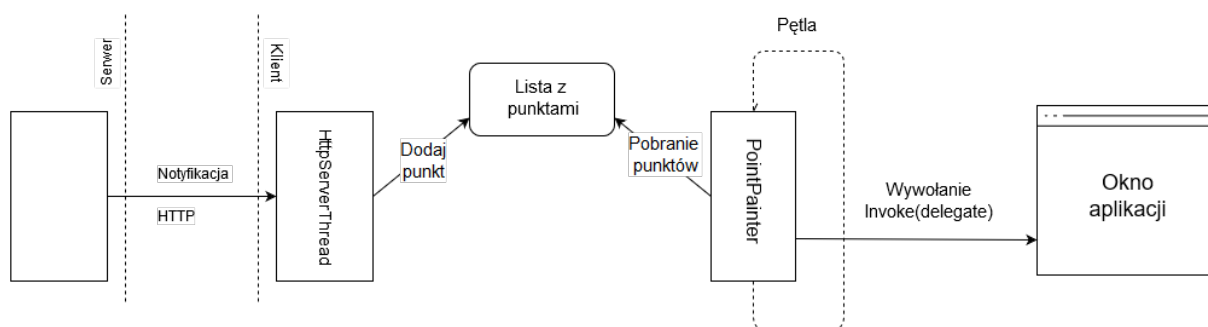 Serwer
Klient
Notyfikacja
HTTP
HttpServerThread
Dodaj
punkt
Lista z
punktami
Pobranie
punktów
Pętla
PointPainter
Wywołanie
Invoke(delegate)
Okno
aplikacji